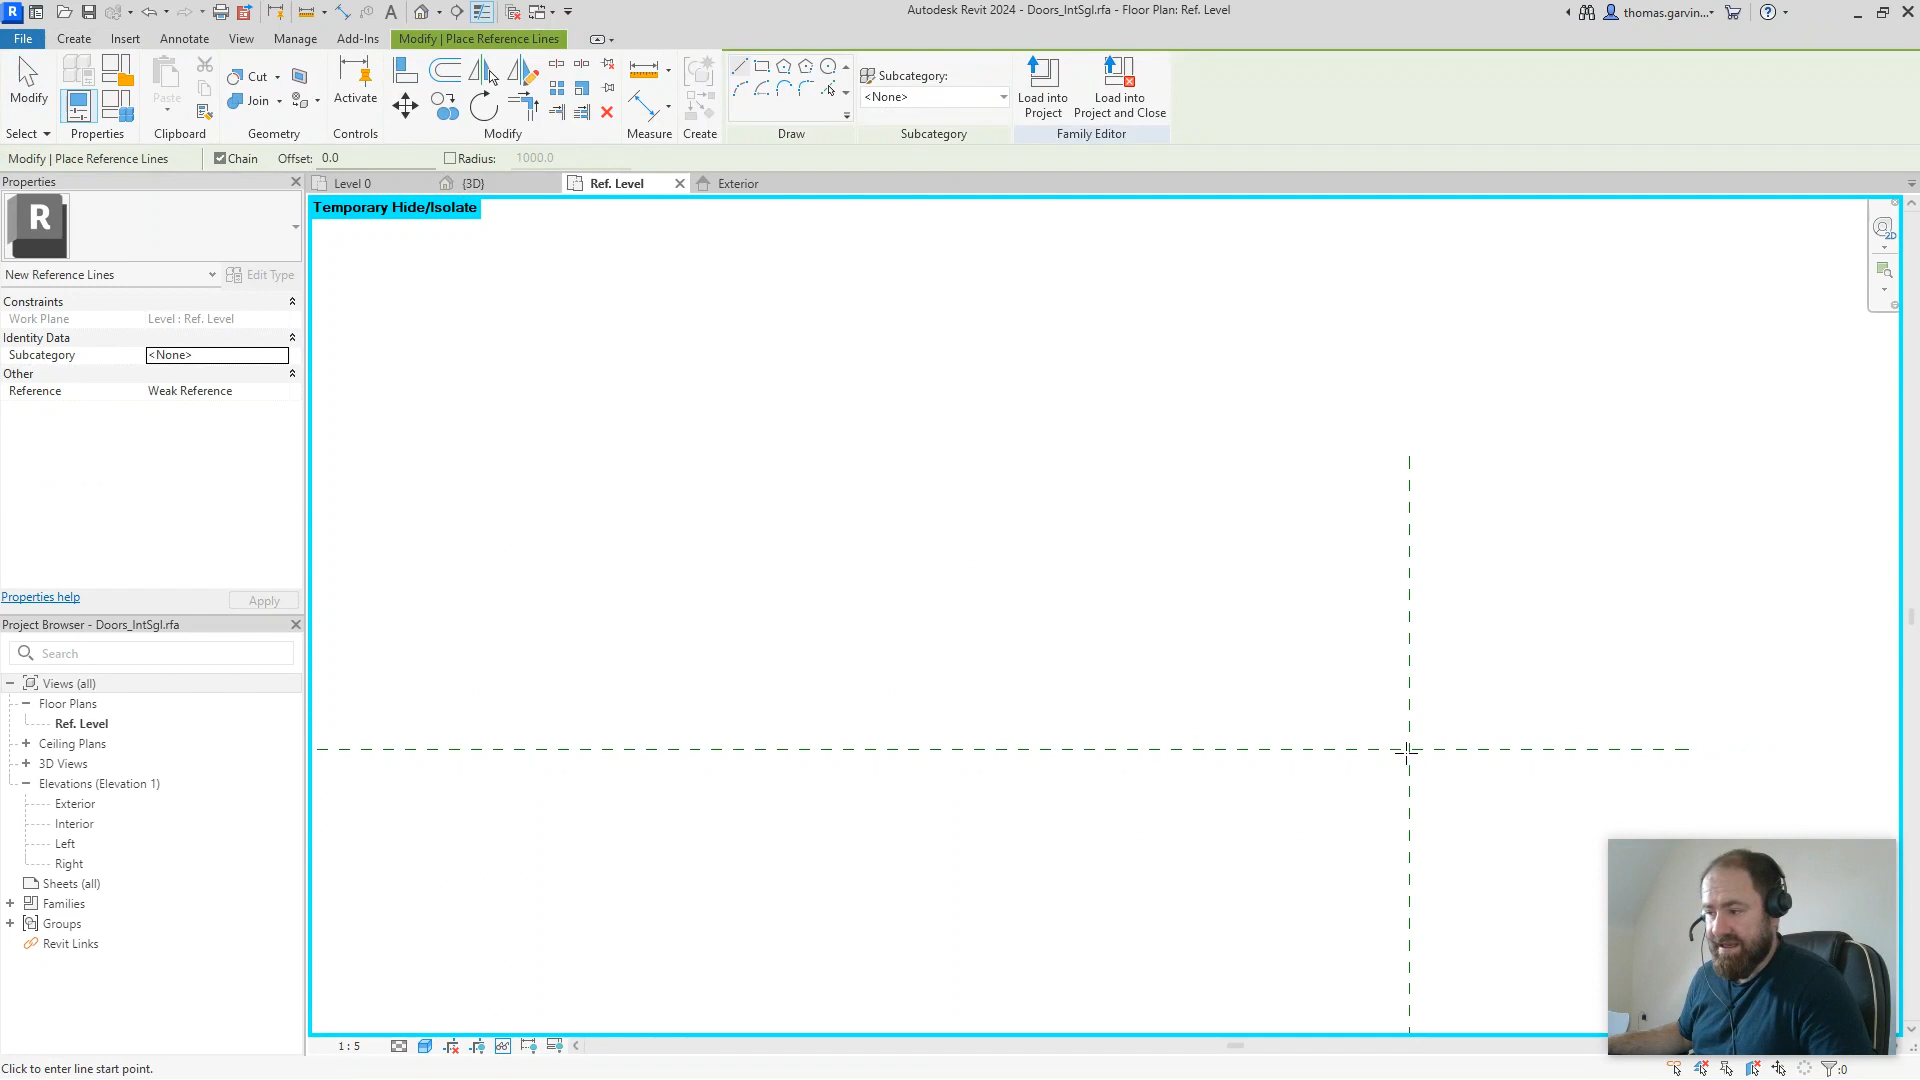 Autodesk Revit 2024 - Doors_IntSgl.rfa - Floor Plan: Ref. Level
thomas.garvin...
File
Create
Insert
Annotate
View
Manage
Add-Ins
Modify | Place Reference Lines
Modify
Paste
Cut
Join
Activate
Subcategory:
<None>
Load into
Project
Load into
Project and Close
Select
Properties
Clipboard
Geometry
Controls
Modify
Measure
Create
Draw
Subcategory
Family Editor
Modify | Place Reference Lines
Chain
Offset:
0.0
Radius:
1000.0
Properties
Level 0
{3D}
Ref. Level
Exterior
R
Temporary Hide/Isolate
2D
New Reference Lines
Edit Type
Constraints
Work Plane
Level : Ref. Level
Identity Data
Subcategory
<None>
Other
Reference
Weak Reference
Properties help
Apply
Project Browser - Doors_IntSgl.rfa
Search
Views (all)
Floor Plans
Ref. Level
Ceiling Plans
3D Views
Elevations (Elevation 1)
Exterior
Interior
Left
Right
Sheets (all)
Families
Groups
Revit Links
1 : 5
Click to enter line start point.
:0